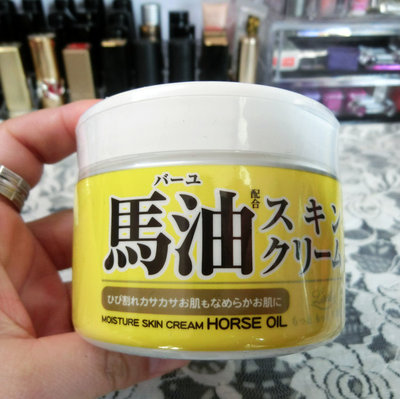 バーユ
馬油
配合
スキン
クリーム
ひび割れカサカサお肌もなめらかお肌に
MOISTURE SKIN CREAM HORSE OIL